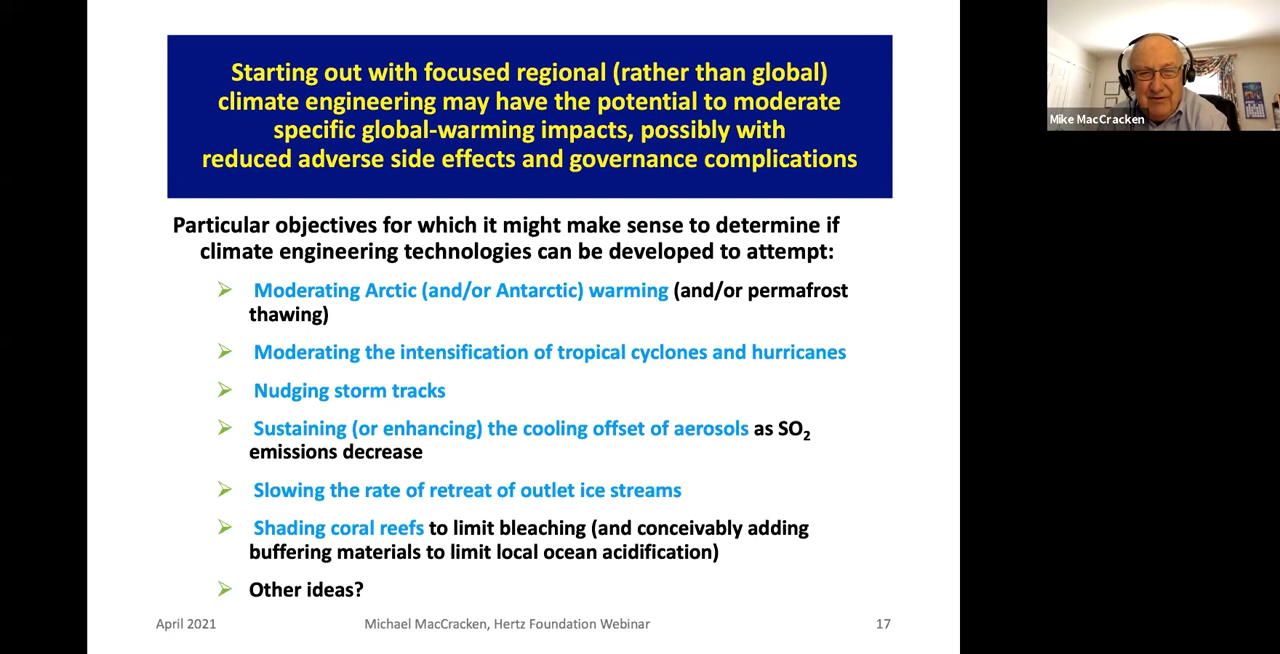 Starting out with focused regional (rather than global)
climate engineering may have the potential to moderate
specific global-warming impacts, possibly with
reduced adverse side effects and governance complications
Mike MacCracken
Particular objectives for which it might make sense to determine if
climate engineering technologies can be developed to attempt:
Moderating Arctic (and/or Antarctic) warming (and/or permafrost
thawing)
Moderating the intensification of tropical cyclones and hurricanes
Nudging storm tracks
Sustaining (or enhancing) the cooling offset of aerosols as SO₂
emissions decrease
Slowing the rate of retreat of outlet ice streams
Shading coral reefs to limit bleaching (and conceivably adding
buffering materials to limit local ocean acidification)
Other ideas?
April 2021 Michael MacCracken, Hertz Foundation Webinar 17